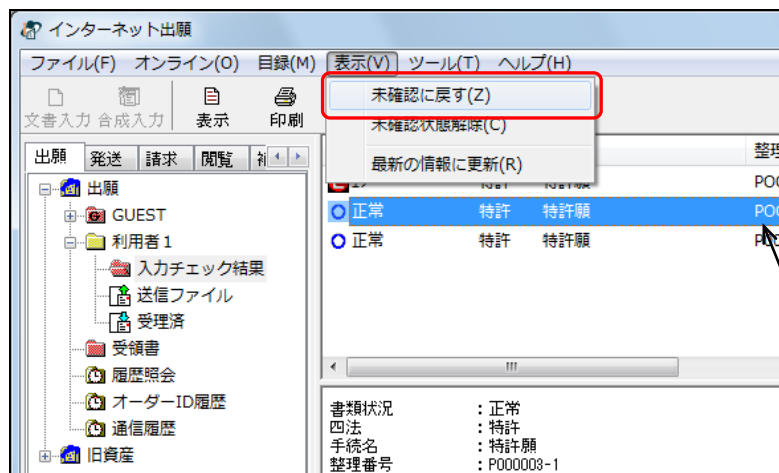 インターネット出願
ファイル(F) オンライン(O) 目録(M) 表示(V) ツール(T) ヘルプ(H)
未確認に戻す(Z)
未確認状態解除(C)
最新の情報に更新(R)
文書入力 合成入力 表示 印刷
出願 発送 請求 閲覧
整理
特許 特許願 P00
正常 特許 特許願 P00
正常 特許 特許願 P00
出願
GUEST
利用者1
入力チェック結果
送信ファイル
受理済
受領書
履歴照会
オーダーID履歴
通信履歴
旧資産
書類状況 :正常
四法 :特許
手続名 :特許願
整理番号 :P000003-1